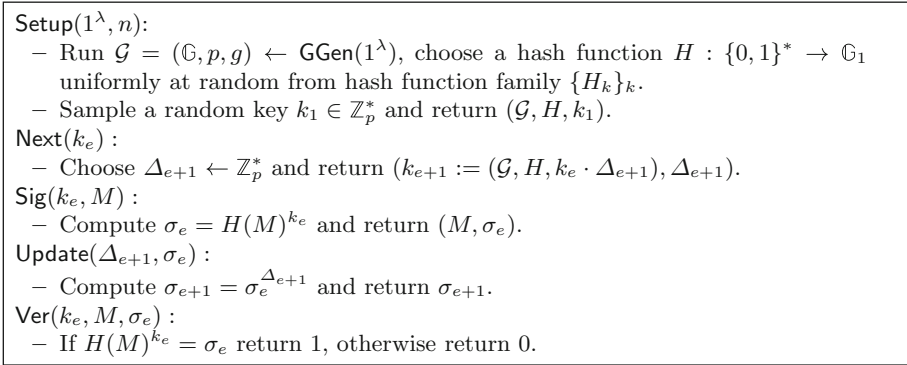 Setup(1^λ, n):
– Run 𝒢 = (𝔾, p, g) ← GGen(1^λ), choose a hash function H : {0, 1}* → 𝔾₁
uniformly at random from hash function family {H_k}_k.
– Sample a random key k₁ ∈ ℤ_p^* and return (𝒢, H, k₁).
Next(k_e) :
– Choose Δ_{e+1} ← ℤ_p^* and return (k_{e+1} := (𝒢, H, k_e · Δ_{e+1}), Δ_{e+1}).
Sig(k_e, M) :
– Compute σ_e = H(M)^{k_e} and return (M, σ_e).
Update(Δ_{e+1}, σ_e) :
– Compute σ_{e+1} = σ_e^{Δ_{e+1}} and return σ_{e+1}.
Ver(k_e, M, σ_e) :
– If H(M)^{k_e} = σ_e return 1, otherwise return 0.